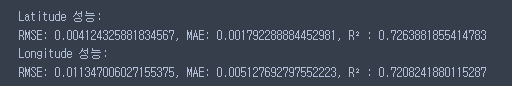 Latitude 성능:
RMSE: 0.004124325881834567, MAE: 0.001792288884452981, R² : 0.7263881855414783
Longitude 성능:
RMSE: 0.011347006027155375, MAE: 0.005127692797552223, R² : 0.7208241880115287